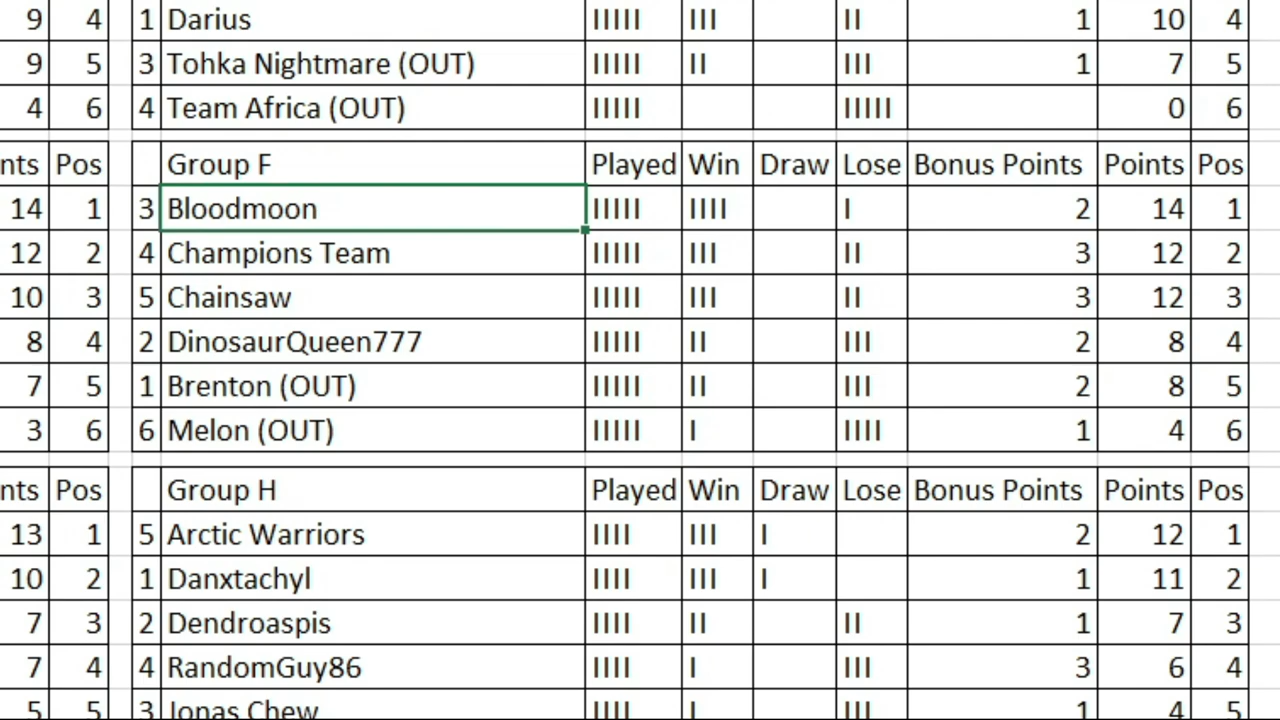 9 4 1 Darius IIIII III II 1 10 4
9 5 3 Tohka Nightmare (OUT) IIIII II III 1 7 5
4 6 4 Team Africa (OUT) IIIII IIIII 0 6
nts Pos Group F Played Win Draw Lose Bonus Points Points Pos
14 1 3 Bloodmoon IIIII IIII I 2 14 1
12 2 4 Champions Team IIIII III II 3 12 2
10 3 5 Chainsaw IIIII III II 3 12 3
8 4 2 DinosaurQueen777 IIIII II III 2 8 4
7 5 1 Brenton (OUT) IIIII II III 2 8 5
3 6 6 Melon (OUT) IIIII I IIII 1 4 6
nts Pos Group H Played Win Draw Lose Bonus Points Points Pos
13 1 5 Arctic Warriors IIII III I 2 12 1
10 2 1 Danxtachyl IIII III I 1 11 2
7 3 2 Dendroaspis IIII II II 1 7 3
7 4 4 RandomGuy86 IIII I III 3 6 4
5 5 3 Jonas Chew IIII I III 1 4 5